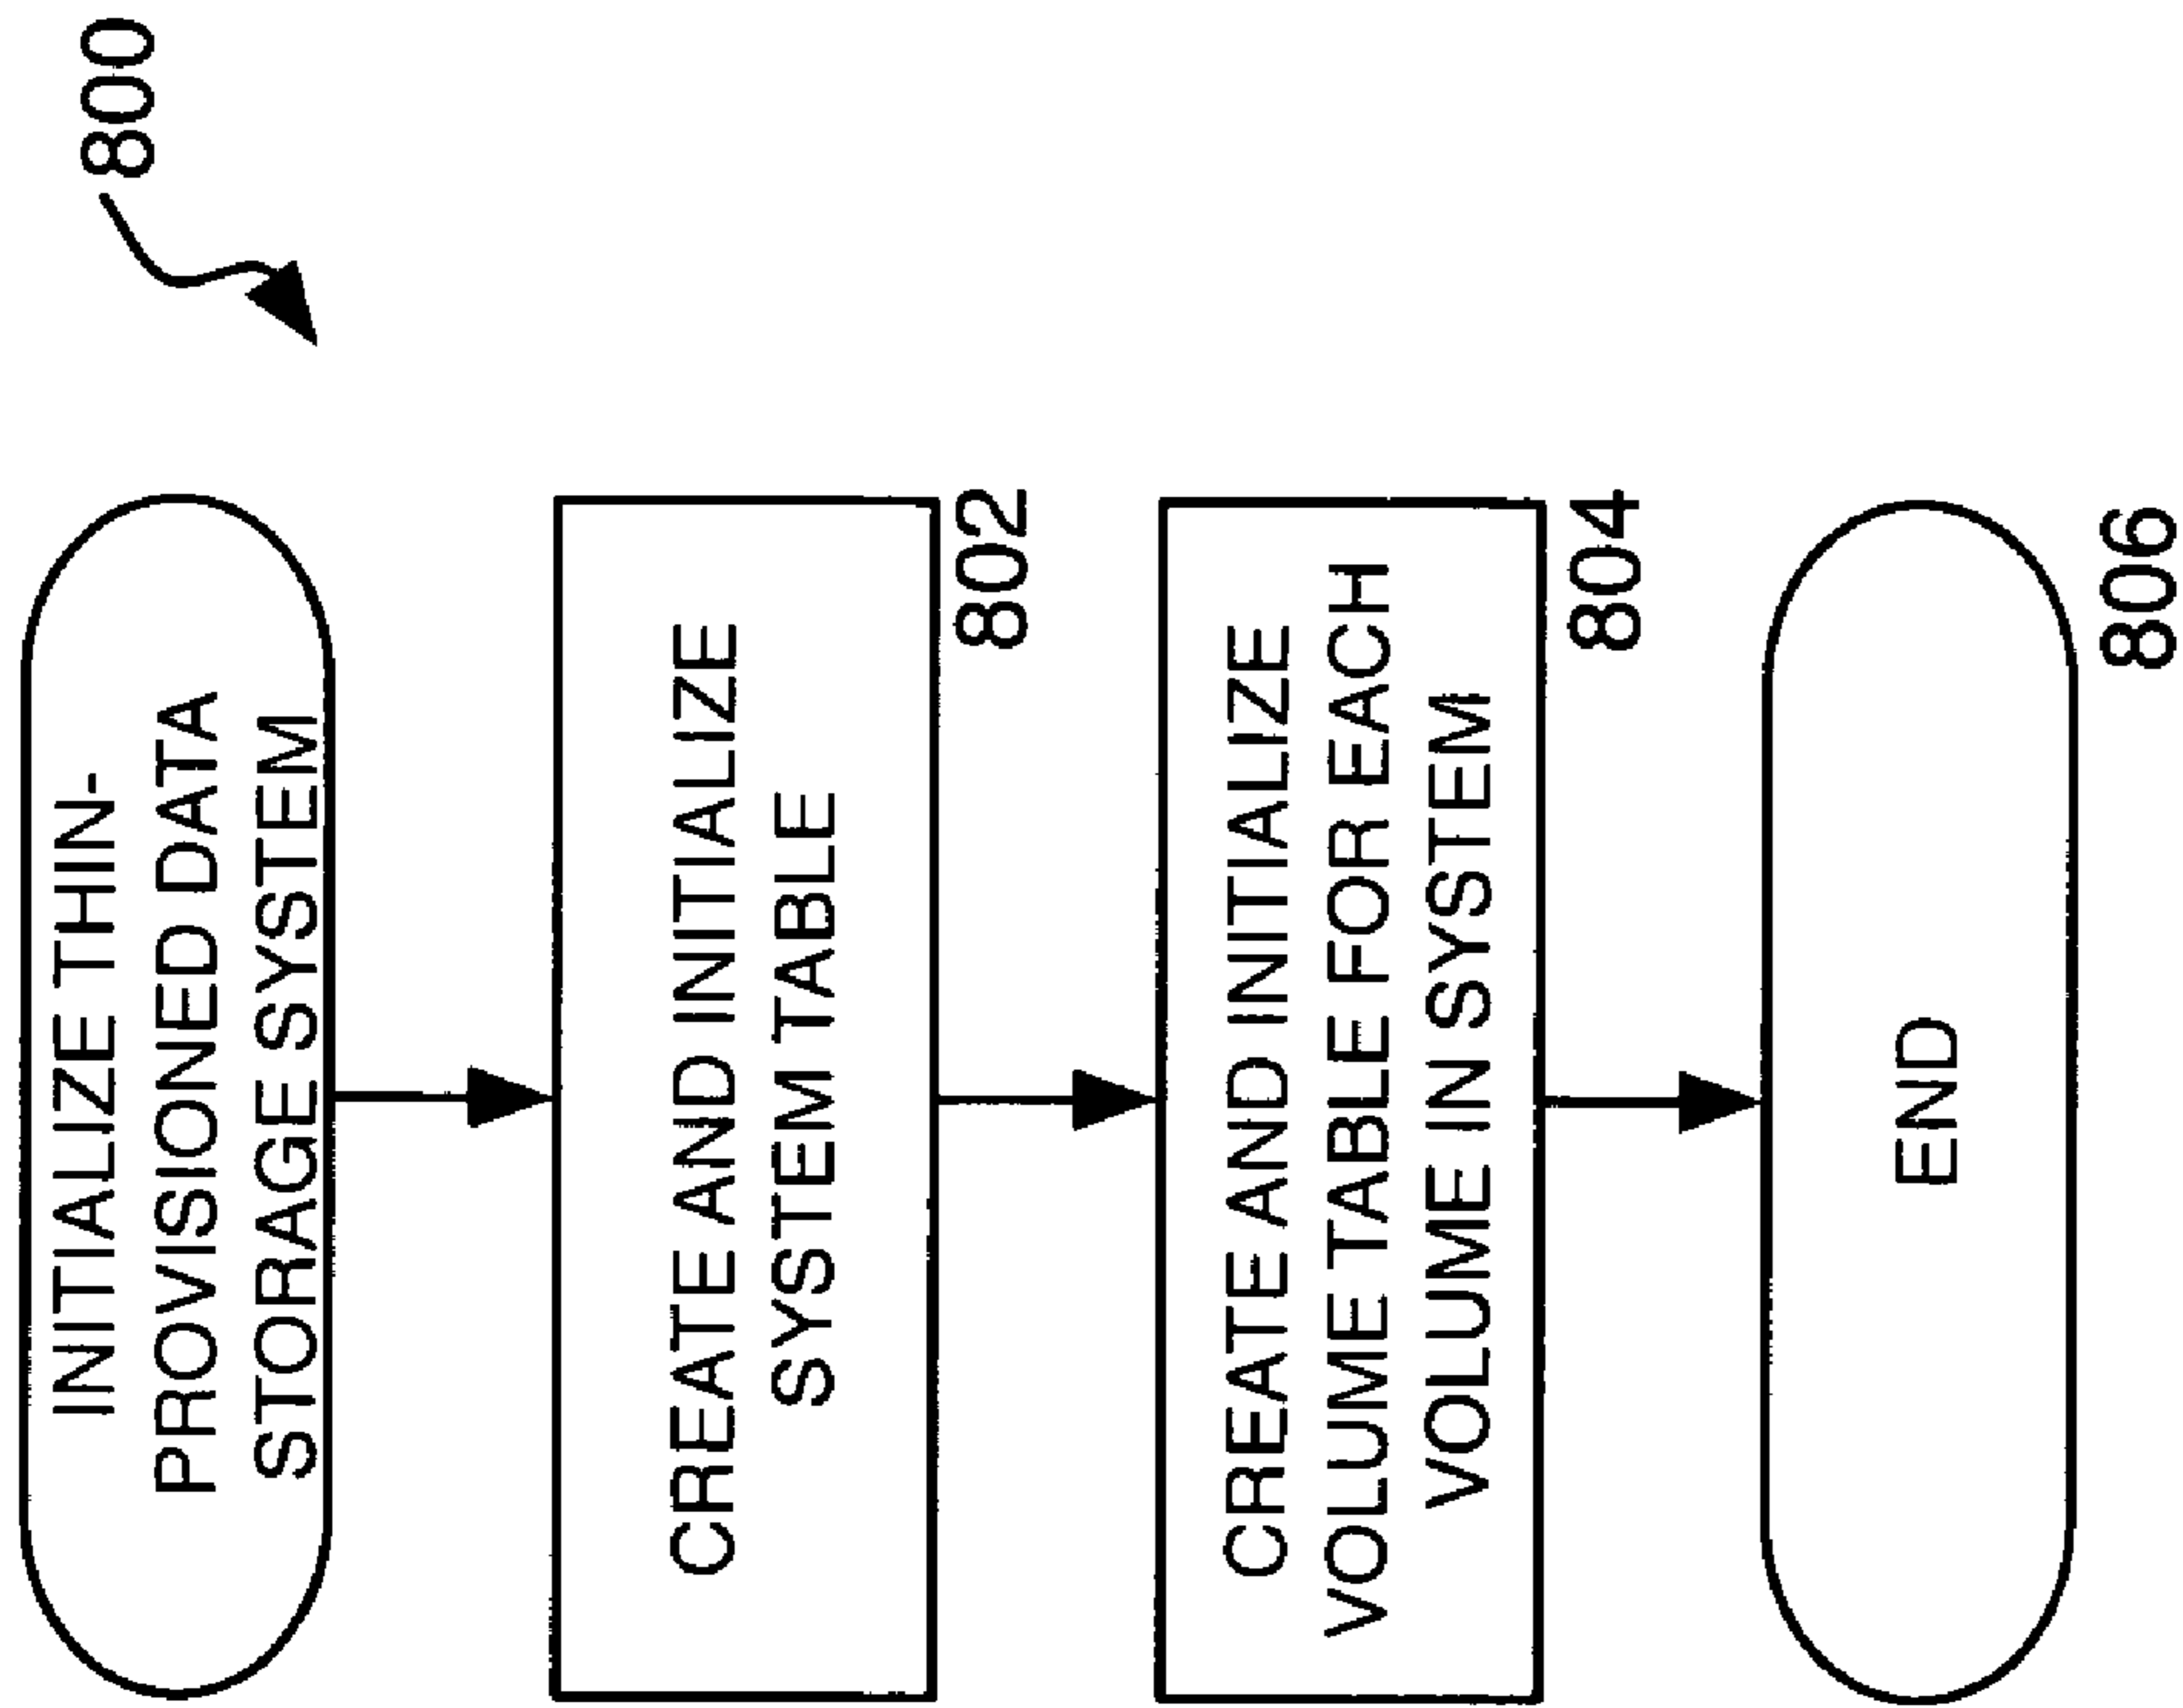 800
INITIALIZE THIN-
PROVISIONED DATA
STORAGE SYSTEM
CREATE AND INITIALIZE
SYSTEM TABLE
802
CREATE AND INITIALIZE
VOLUME TABLE FOR EACH
VOLUME IN SYSTEM
804
END
806